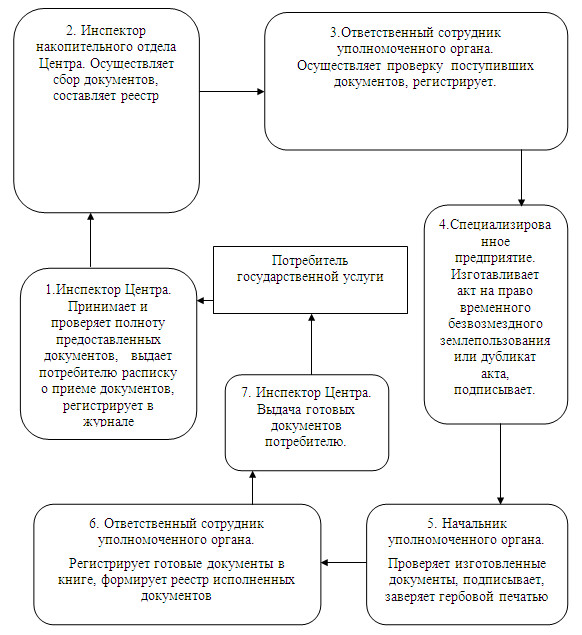 2. Инспектор
накопительного отдела
Центра. Осуществляет
сбор документов,
составляет реестр
3.Ответственный сотрудник
уполномоченного органа.
Осуществляет проверку поступивших
документов, регистрирует.
4.Специализирова
нное
предприятие.
Изготавливает
акт на право
временного
безвозмездного
землепользования
или дубликат
акта,
подписывает.
Потребитель
государственной услуги
1.Инспектор Центра.
Принимает и
проверяет полноту
предоставленных
документов, выдает
потребителю расписку
о приеме документов,
регистрирует в
журнале
7. Инспектор Центра.
Выдача готовых
документов
потребителю.
6. Ответственный сотрудник
уполномоченного органа.
Регистрирует готовые документы в
книге, формирует реестр исполненных
документов
5. Начальник
уполномоченного органа.
Проверяет изготовленные
документы, подписывает,
заверяет гербовой печатью